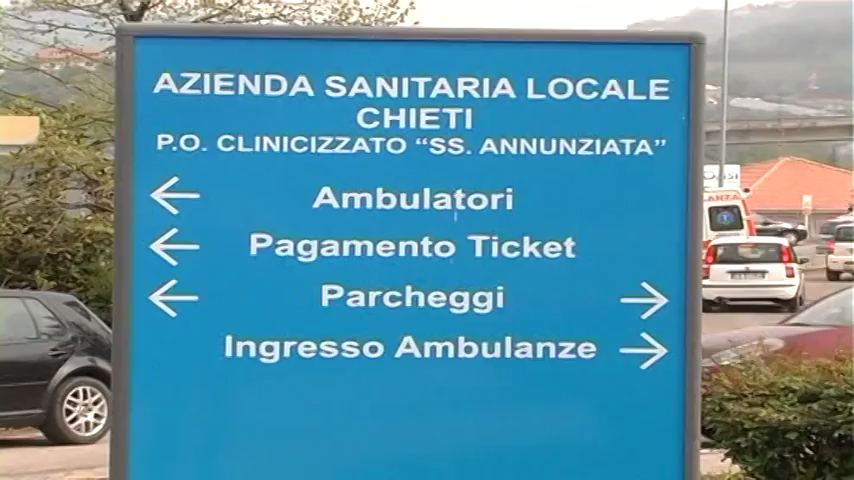 AZIENDA SANITARIA LOCALE
CHIETI
P.O. CLINICIZZATO “SS. ANNUNZIATA”
← Ambulatori
← Pagamento Ticket
← Parcheggi →
Ingresso Ambulanze →